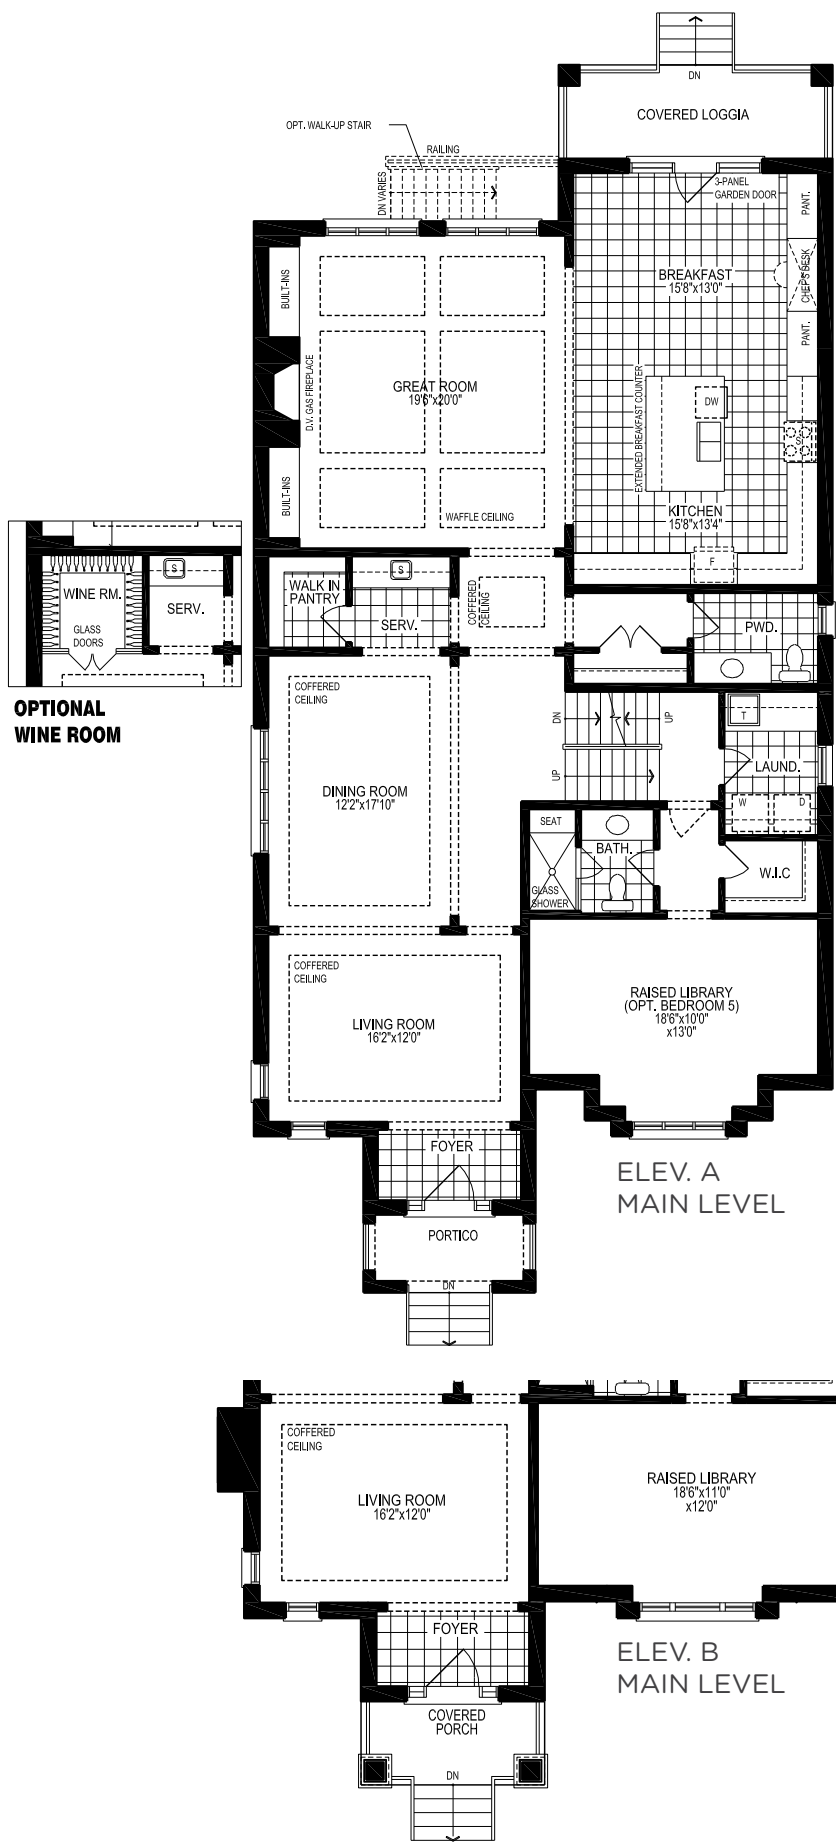 DN
COVERED LOGGIA
OPT. WALK-UP STAIR
RAILING
DN VARIES
3-PANEL
GARDEN DOOR
PANT.
BUILT-INS
BREAKFAST
15'8"x13'0"
CHEF'S DESK
PANT.
D.V. GAS FIREPLACE
GREAT ROOM
19'6"x20'0"
EXTENDED BREAKFAST COUNTER
DW
S
BUILT-INS
WAFFLE CEILING
KITCHEN
15'8"x13'4"
F
WINE RM.
GLASS
DOORS
S
SERV.
OPTIONAL
WINE ROOM
WALK IN
PANTRY
S
SERV.
COFFERED
CEILING
PWD.
COFFERED
CEILING
DN
UP
UP
T
LAUND.
W
D
DINING ROOM
12'2"x17'10"
SEAT
BATH.
GLASS
SHOWER
W.I.C
COFFERED
CEILING
LIVING ROOM
16'2"x12'0"
RAISED LIBRARY
(OPT. BEDROOM 5)
18'6"x10'0"
x13'0"
FOYER
ELEV. A
MAIN LEVEL
PORTICO
DN
COFFERED
CEILING
LIVING ROOM
16'2"x12'0"
RAISED LIBRARY
18'6"x11'0"
x12'0"
FOYER
ELEV. B
MAIN LEVEL
COVERED
PORCH
DN